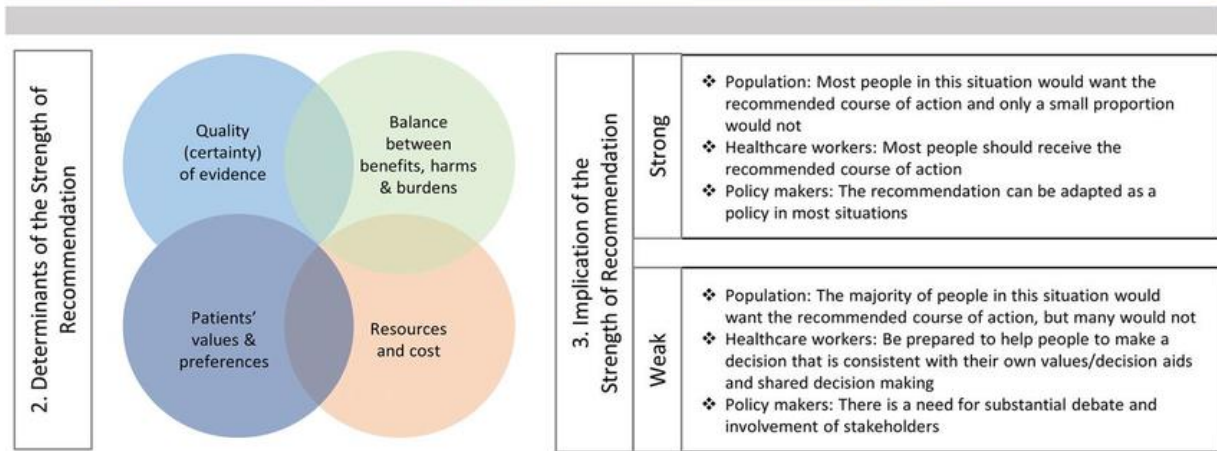 2. Determinants of the Strength of
Recommendation
Quality
(certainty)
of evidence
Balance
between
benefits, harms
& burdens
Patients’
values &
preferences
Resources
and cost
3. Implication of the
Strength of Recommendation
Strong
❖ Population: Most people in this situation would want the
recommended course of action and only a small proportion
would not
❖ Healthcare workers: Most people should receive the
recommended course of action
❖ Policy makers: The recommendation can be adapted as a
policy in most situations
Weak
❖ Population: The majority of people in this situation would
want the recommended course of action, but many would not
❖ Healthcare workers: Be prepared to help people to make a
decision that is consistent with their own values/decision aids
and shared decision making
❖ Policy makers: There is a need for substantial debate and
involvement of stakeholders